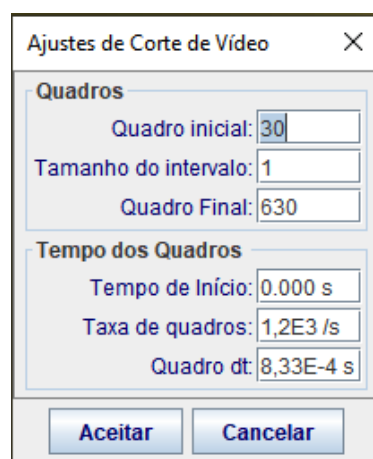 Ajustes de Corte de Vídeo
Quadros
Quadro inicial: 30
Tamanho do intervalo: 1
Quadro Final: 630
Tempo dos Quadros
Tempo de Início: 0.000 s
Taxa de quadros: 1,2E3 /s
Quadro dt: 8,33E-4 s
Aceitar Cancelar